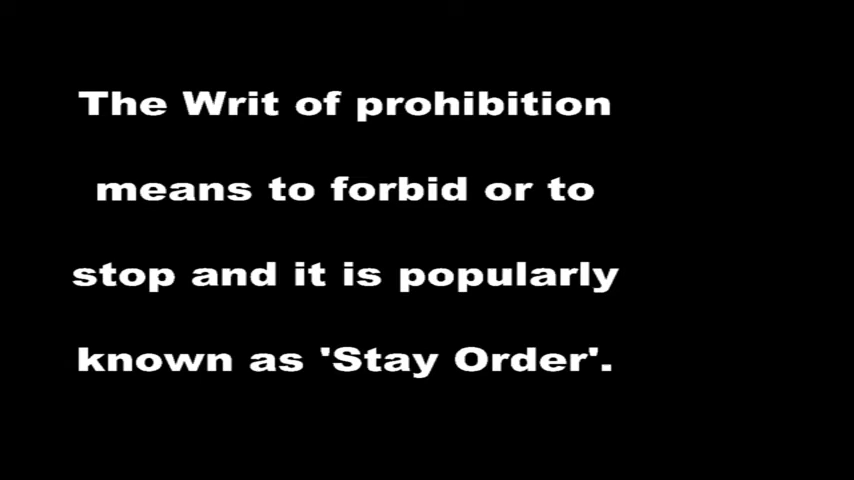 The Writ of prohibition
means to forbid or to
stop and it is popularly
known as 'Stay Order'.